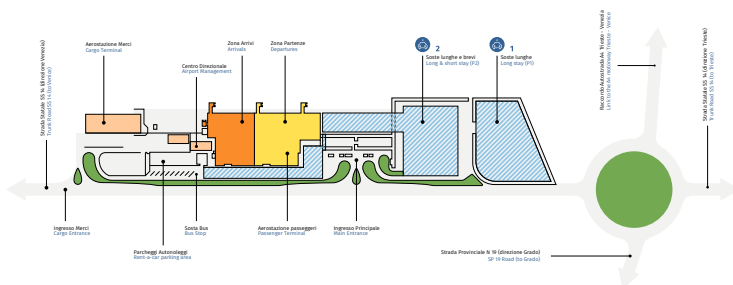 Aerostazione Merci
Cargo Terminal
Zona Arrivi
Arrivals
Zona Partenze
Departures
Centro Direzionale
Airport Management
2
Soste lunghe e brevi
Long & short stay (P2)
1
Soste lunghe
Long stay (P1)
Strada Statale SS 14 (direzione Venezia)
Trunk Road SS 14 (to Venice)
Raccordo Autostrada A4 Trieste - Venezia
Link to the A4 motorway Trieste - Venice
Strada Statale SS 14 (direzione Trieste)
Trunk Road SS 14 (to Trieste)
Ingresso Merci
Cargo Entrance
Parcheggi Autonoleggi
Rent-a-car parking area
Sosta Bus
Bus Stop
Aerostazione passeggeri
Passenger Terminal
Ingresso Principale
Main Entrance
Strada Provinciale N 19 (direzione Grado)
SP 19 Road (to Grado)